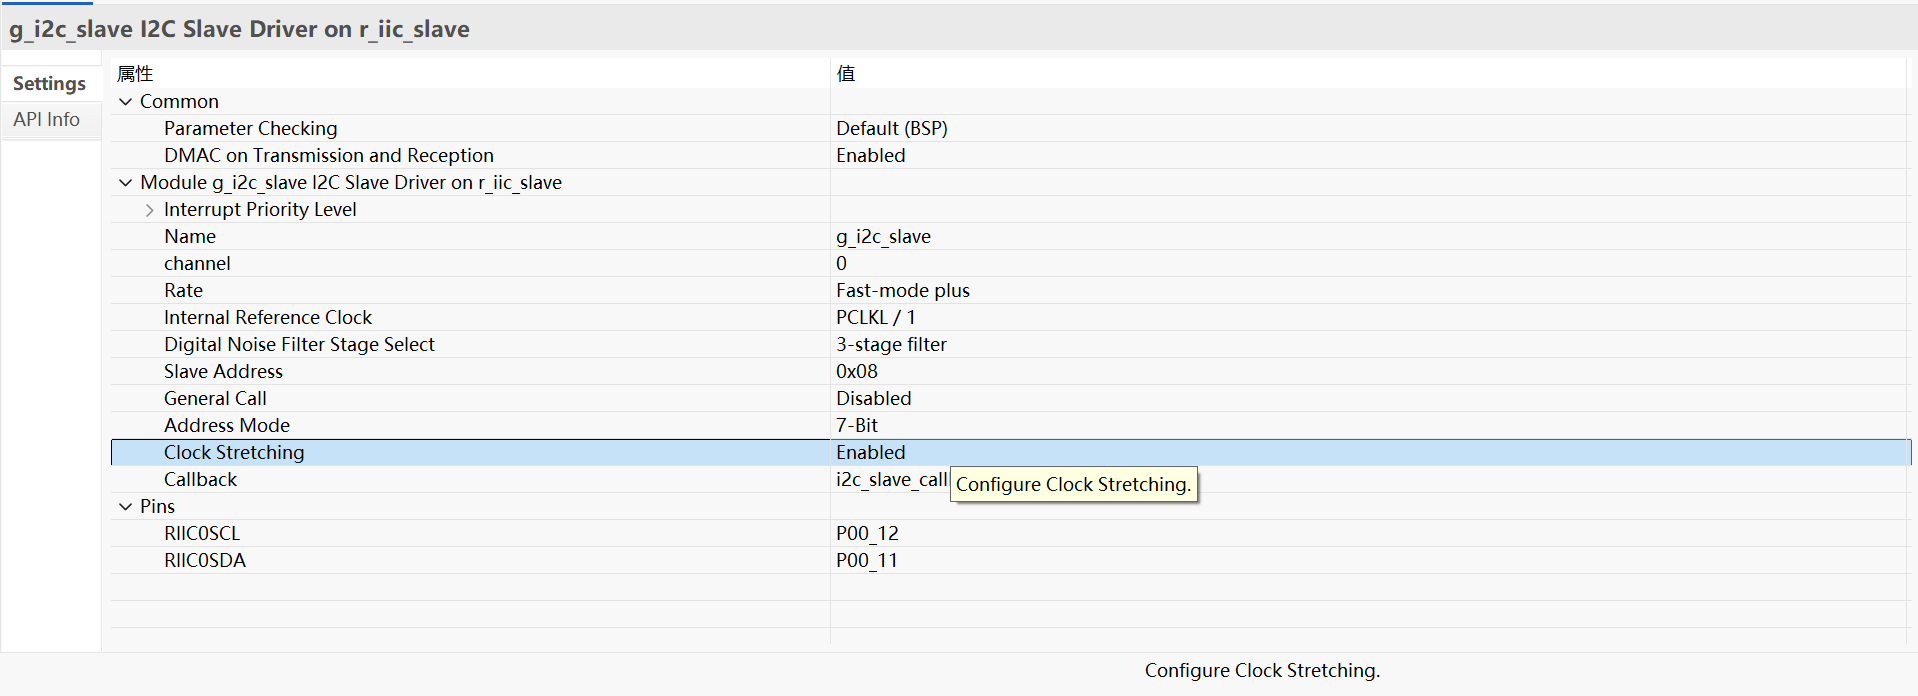 g_i2c_slave I2C Slave Driver on r_iic_slave
Settings
API Info
属性 值
Common
Parameter Checking Default (BSP)
DMAC on Transmission and Reception Enabled
Module g_i2c_slave I2C Slave Driver on r_iic_slave
Interrupt Priority Level
Name g_i2c_slave
channel 0
Rate Fast-mode plus
Internal Reference Clock PCLKL / 1
Digital Noise Filter Stage Select 3-stage filter
Slave Address 0x08
General Call Disabled
Address Mode 7-Bit
Clock Stretching Enabled
Callback i2c_slave_call
Configure Clock Stretching.
Pins
RIIC0SCL P00_12
RIIC0SDA P00_11
Configure Clock Stretching.